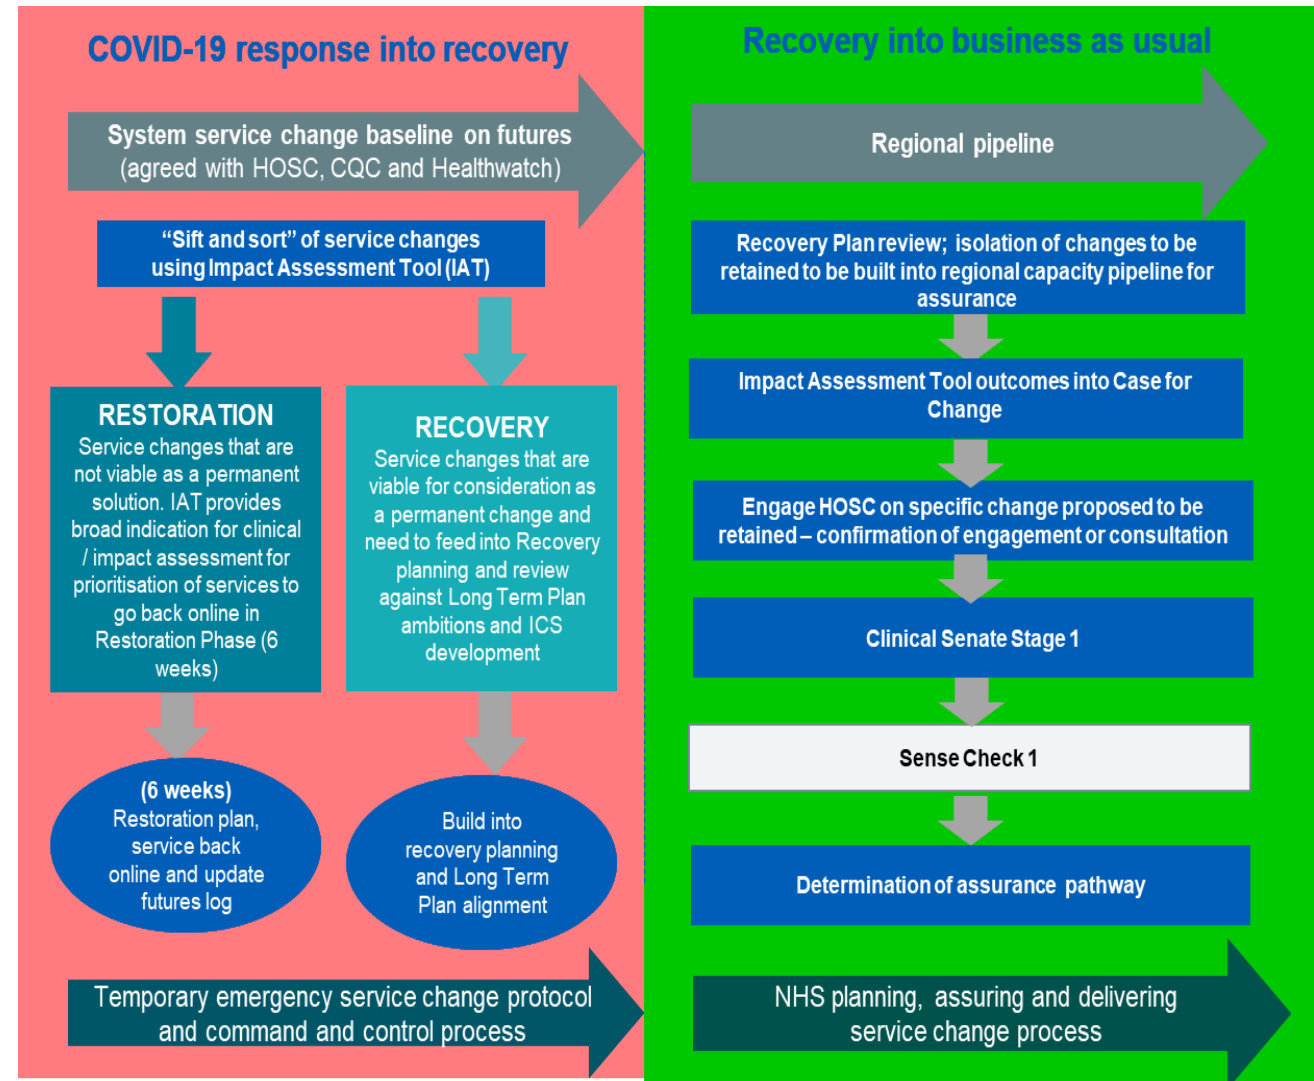 COVID-19 response into recovery
System service change baseline on futures
(agreed with HOSC, CQC and Healthwatch)
“Sift and sort” of service changes
using Impact Assessment Tool (IAT)
RESTORATION
Service changes that are
not viable as a permanent
solution. IAT provides
broad indication for clinical
/ impact assessment for
prioritisation of services to
go back online in
Restoration Phase (6
weeks)
RECOVERY
Service changes that are
viable for consideration as
a permanent change and
need to feed into Recovery
planning and review
against Long Term Plan
ambitions and ICS
development
(6 weeks)
Restoration plan,
service back
online and update
futures log
Build into
recovery planning
and Long Term
Plan alignment
Temporary emergency service change protocol
and command and control process
Recovery into business as usual
Regional pipeline
Recovery Plan review; isolation of changes to be
retained to be built into regional capacity pipeline for
assurance
Impact Assessment Tool outcomes into Case for
Change
Engage HOSC on specific change proposed to be
retained – confirmation of engagement or consultation
Clinical Senate Stage 1
Sense Check 1
Determination of assurance pathway
NHS planning, assuring and delivering
service change process